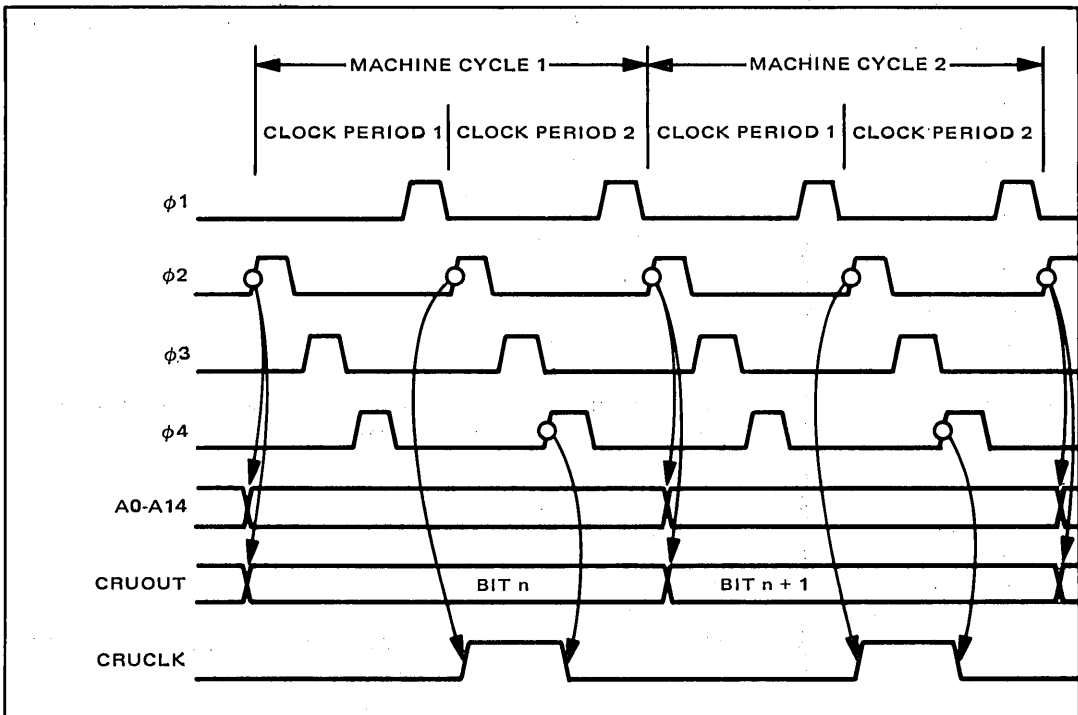 MACHINE CYCLE 1 MACHINE CYCLE 2
CLOCK PERIOD 1 CLOCK PERIOD 2 CLOCK PERIOD 1 CLOCK PERIOD 2
ϕ1
ϕ2
ϕ3
ϕ4
A0-A14
CRUOUT BIT n BIT n + 1
CRUCLK